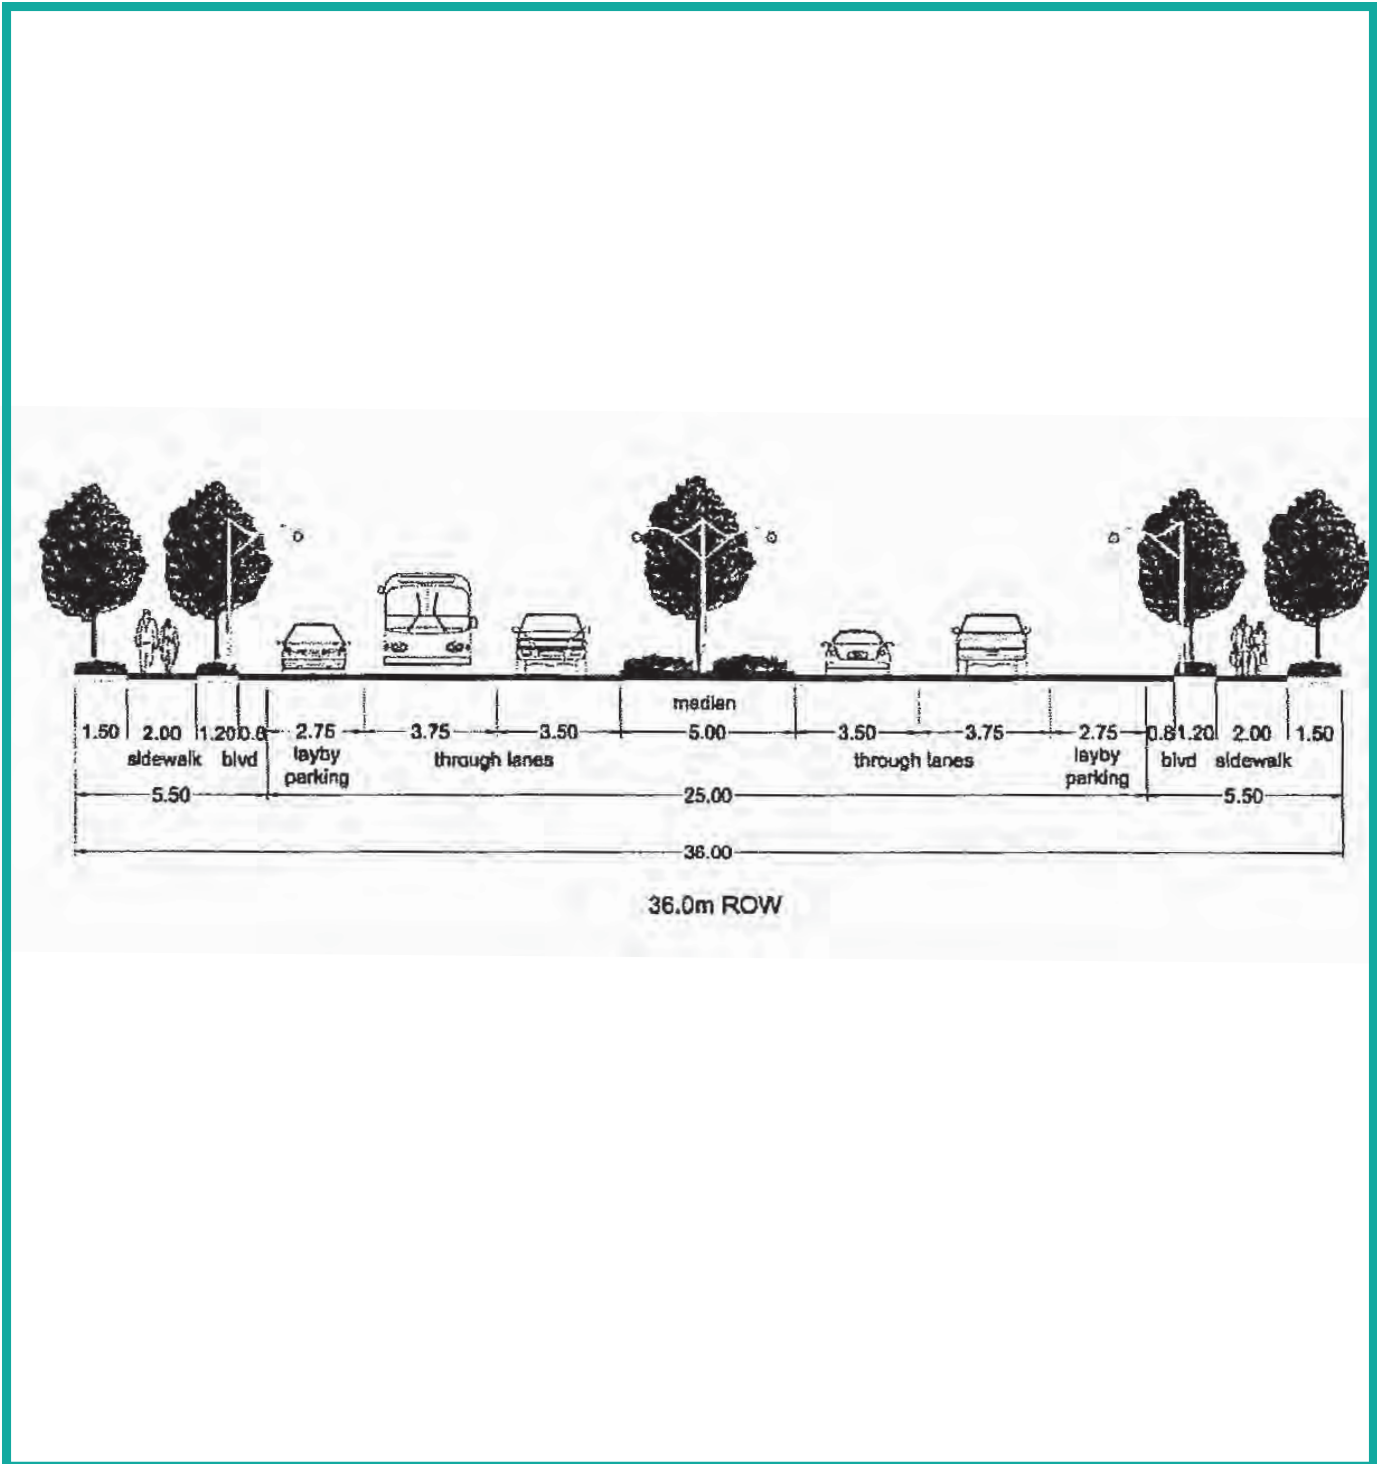 median
1.50 2.00 1.20 0.8 2.75 3.75 3.50 5.00 3.50 3.75 2.75 0.8 1.20 2.00 1.50
sidewalk blvd layby through lanes through lanes layby blvd sidewalk
parking parking
5.50 25.00 5.50
36.00
36.0m ROW